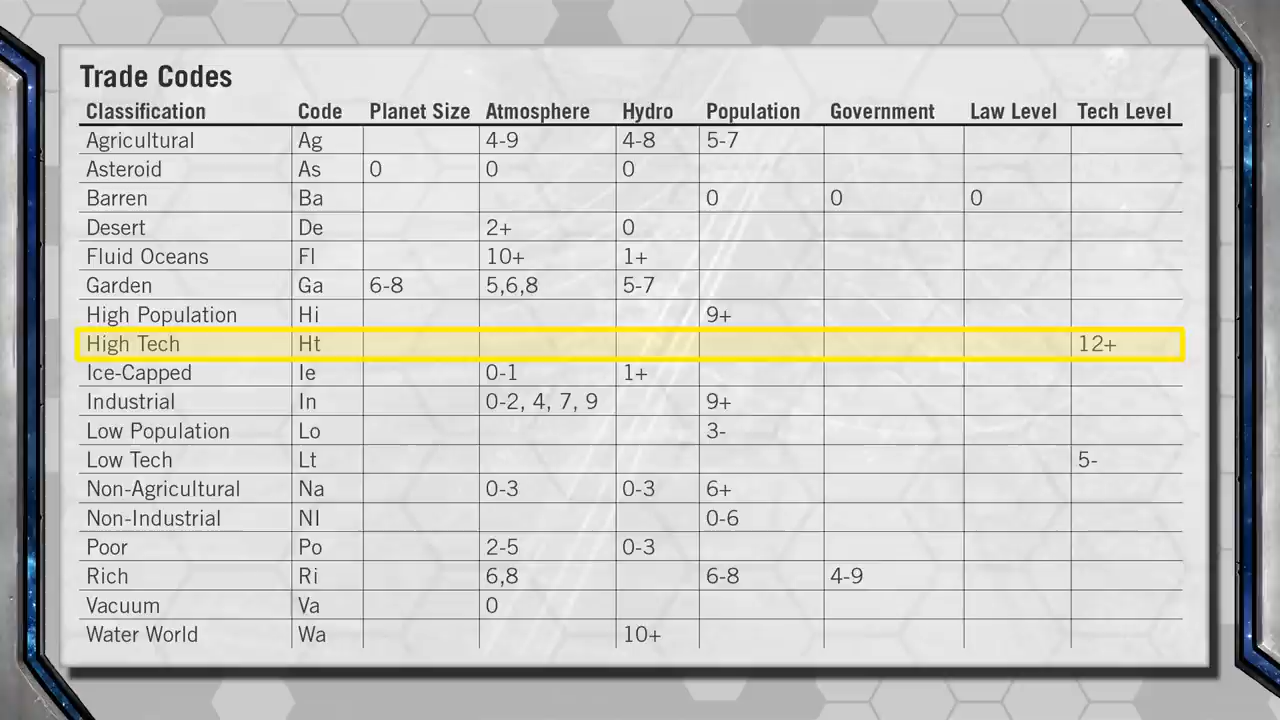 Trade Codes
Classification Code Planet Size Atmosphere Hydro Population Government Law Level Tech Level
Agricultural Ag 4-9 4-8 5-7
Asteroid As 0 0 0
Barren Ba 0 0 0
Desert De 2+ 0
Fluid Oceans Fl 10+ 1+
Garden Ga 6-8 5,6,8 5-7
High Population Hi 9+
High Tech Ht 12+
Ice-Capped Ie 0-1 1+
Industrial In 0-2, 4, 7, 9 9+
Low Population Lo 3-
Low Tech Lt 5-
Non-Agricultural Na 0-3 0-3 6+
Non-Industrial NI 0-6
Poor Po 2-5 0-3
Rich Ri 6,8 6-8 4-9
Vacuum Va 0
Water World Wa 10+